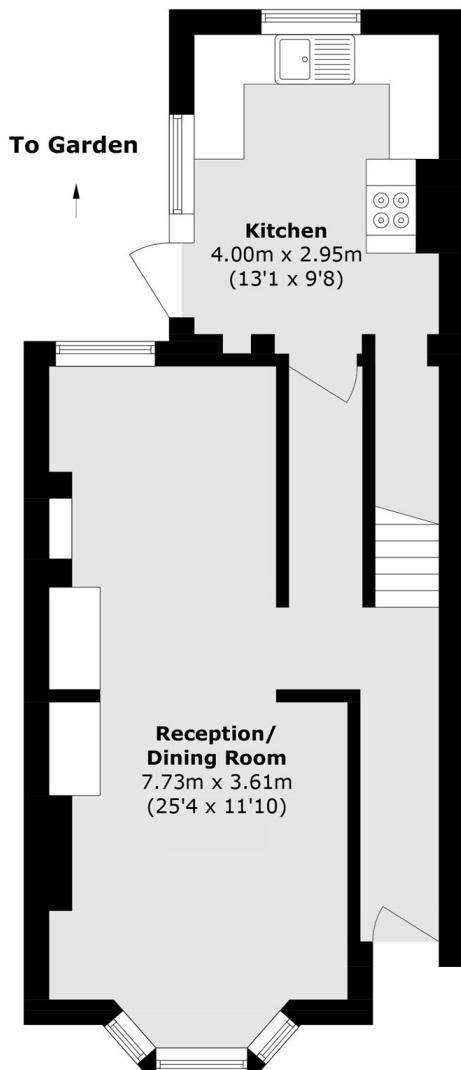 To Garden
Kitchen
4.00m x 2.95m
(13'1 x 9'8)
Reception/
Dining Room
7.73m x 3.61m
(25'4 x 11'10)